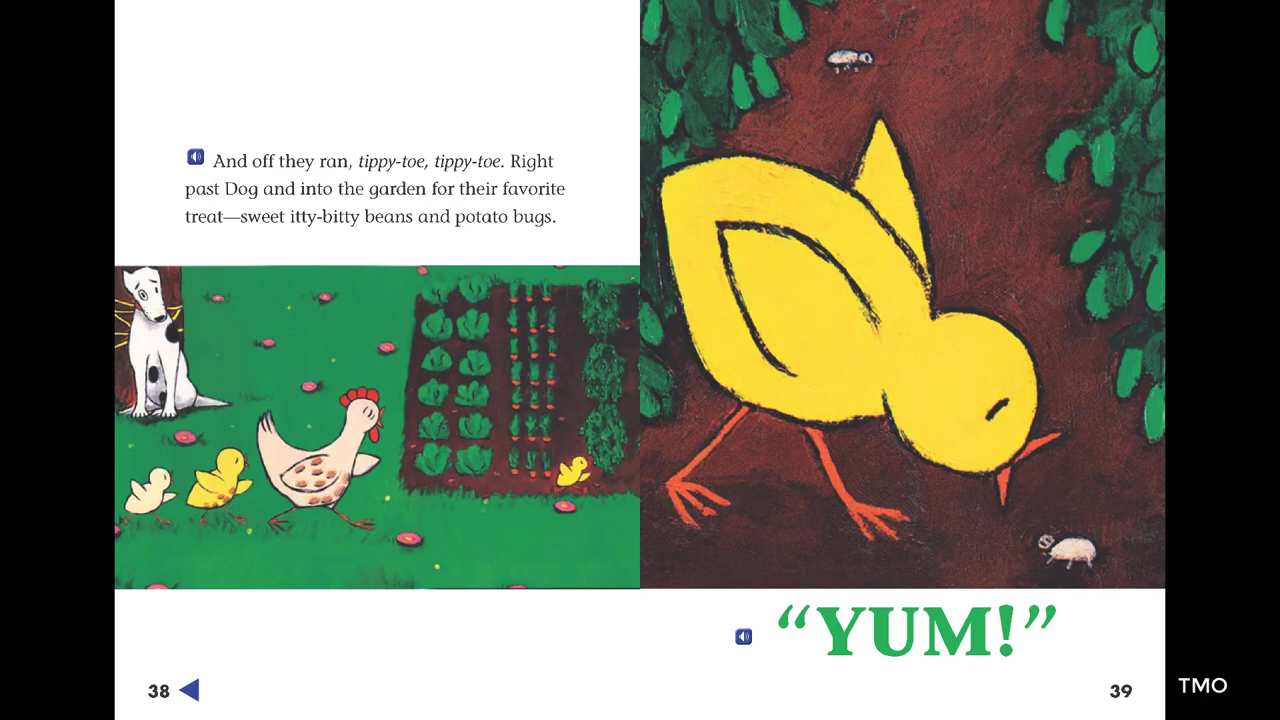 And off they ran, tippy-toe, tippy-toe. Right
past Dog and into the garden for their favorite
treat—sweet itty-bitty beans and potato bugs.
“YUM!”
38
39
TMO